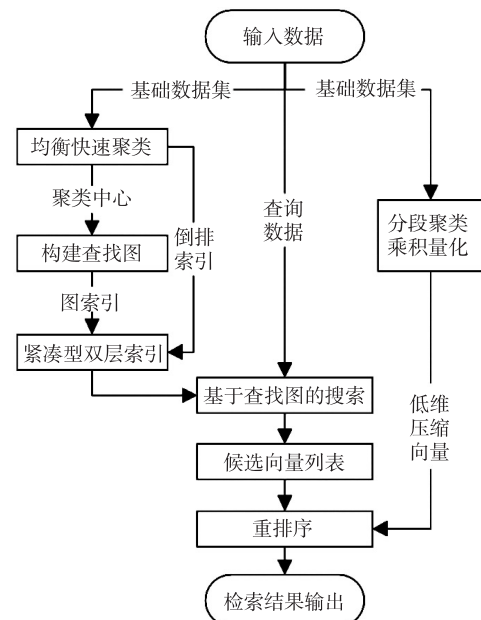 输入数据
基础数据集
基础数据集
均衡快速聚类
聚类中心
倒排
索引
查询
数据
分段聚类
乘积量化
构建查找图
图索引
紧凑型双层索引
基于查找图的搜索
低维
压缩
向量
候选向量列表
重排序
检索结果输出